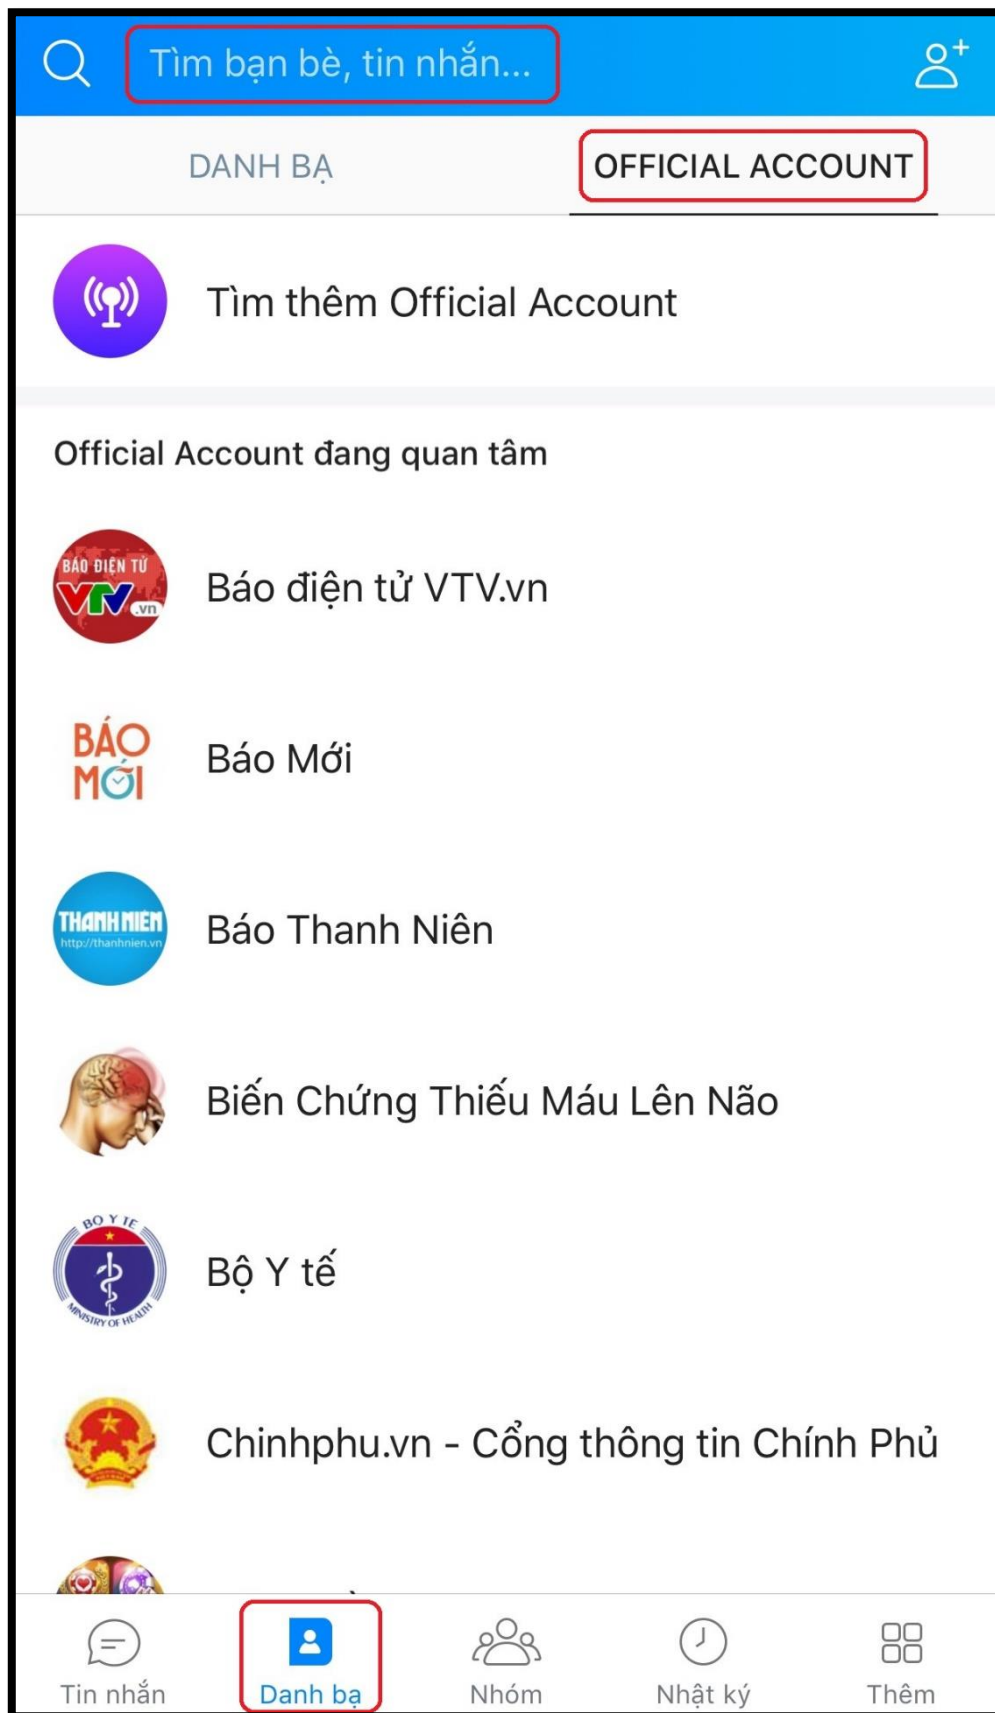 Tìm bạn bè, tin nhắn...
DANH BẠ
OFFICIAL ACCOUNT
Tìm thêm Official Account
Official Account đang quan tâm
BÁO ĐIỆN TỬ
VTV.vn
Báo điện tử VTV.vn
BÁO
MỚI
Báo Mới
THANH NIÊN
http://thanhnien.vn
Báo Thanh Niên
Biến Chứng Thiếu Máu Lên Não
BO Y TE
MINISTRY OF HEALTH
Bộ Y tế
Chinhphu.vn - Cổng thông tin Chính Phủ
Tin nhắn
Danh bạ
Nhóm
Nhật ký
Thêm